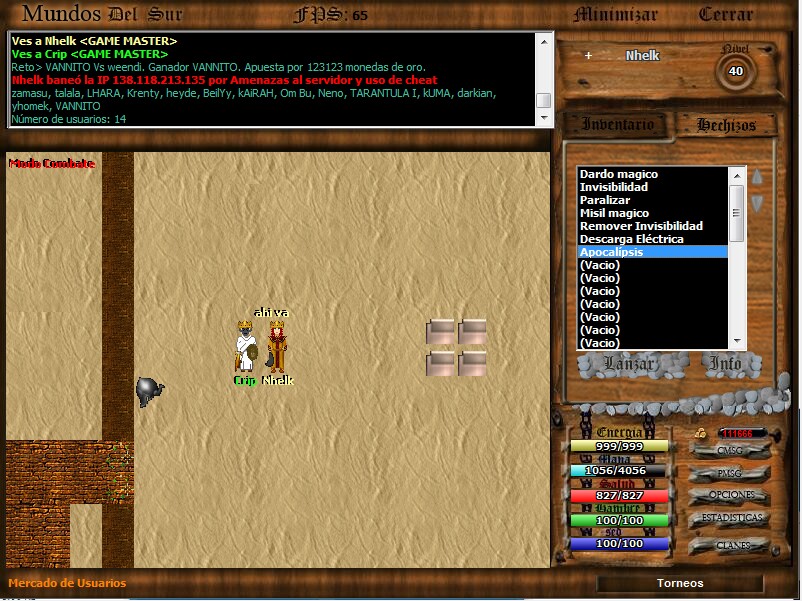 Mundos Del Sur
FPS: 65
Minimizar
Cerrar
Ves a Nhelk <GAME MASTER>
Ves a Crip <GAME MASTER>
Reto> VANNITO Vs weendi. Ganador VANNITO. Apuesta por 123123 monedas de oro.
Nhelk baneó la IP 138.118.213.135 por Amenazas al servidor y uso de cheat
zamasu, talala, LHARA, Krenty, heyde, BeilYy, kAiRAH, Om Bu, Neno, TARANTULA I, kUMA, darkian,
yhomek, VANNITO
Número de usuarios: 14
+ Nhelk
Nivel
40
Inventario
Hechizos
Modo Combate
Dardo magico
Invisibilidad
Paralizar
Misil magico
Remover Invisibilidad
Descarga Eléctrica
Apocalípsis
(Vacio)
(Vacio)
(Vacio)
(Vacio)
(Vacio)
(Vacio)
(Vacio)
Lanzar
Info
ahi va
Crip
Nhelk
Energia
999/999
Mana
1056/4056
Salud
827/827
Hambre
100/100
sed
100/100
111666
CMSG
PMSG
OPCIONES
ESTADISTICAS
CLANES
Mercado de Usuarios
Torneos